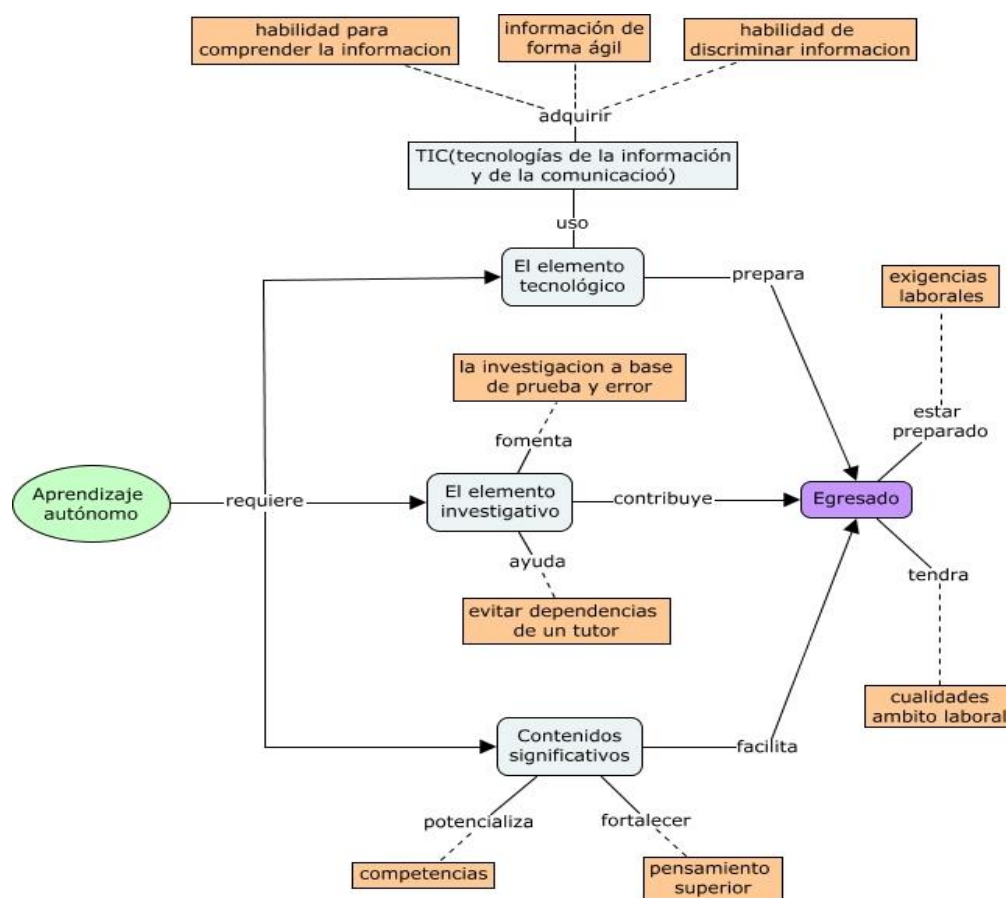 habilidad para
comprender la informacion
información de
forma ágil
habilidad de
discriminar informacion
adquirir
TIC(tecnologías de la información
y de la comunicacioó)
uso
El elemento
tecnológico
prepara
exigencias
laborales
la investigacion a base
de prueba y error
fomenta
estar
preparado
Aprendizaje
autónomo
requiere
El elemento
investigativo
contribuye
Egresado
ayuda
tendra
evitar dependencias
de un tutor
cualidades
ambito laboral
Contenidos
significativos
facilita
potencializa
fortalecer
competencias
pensamiento
superior